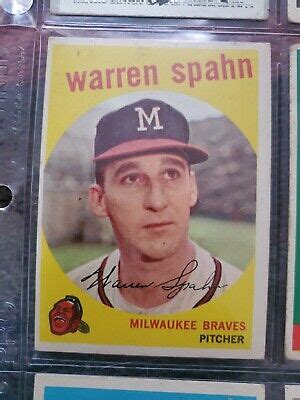 warren spahn
M
Warren Spahn
MILWAUKEE BRAVES
PITCHER